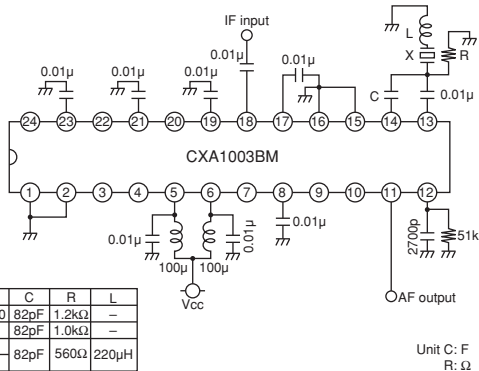 IF input
0.01μ
0.01μ
L
X
R
0.01μ
0.01μ
0.01μ
C
0.01μ
24 23 22 21 20 19 18 17 16 15 14 13
CXA1003BM
1 2 3 4 5 6 7 8 9 10 11 12
0.01μ
0.01μ
0.01μ
2700p
51k
100μ
100μ
Vcc
AF output
C R L
0 82pF 1.2kΩ –
82pF 1.0kΩ –
– 82pF 560Ω 220μH
Unit C: F
R: Ω